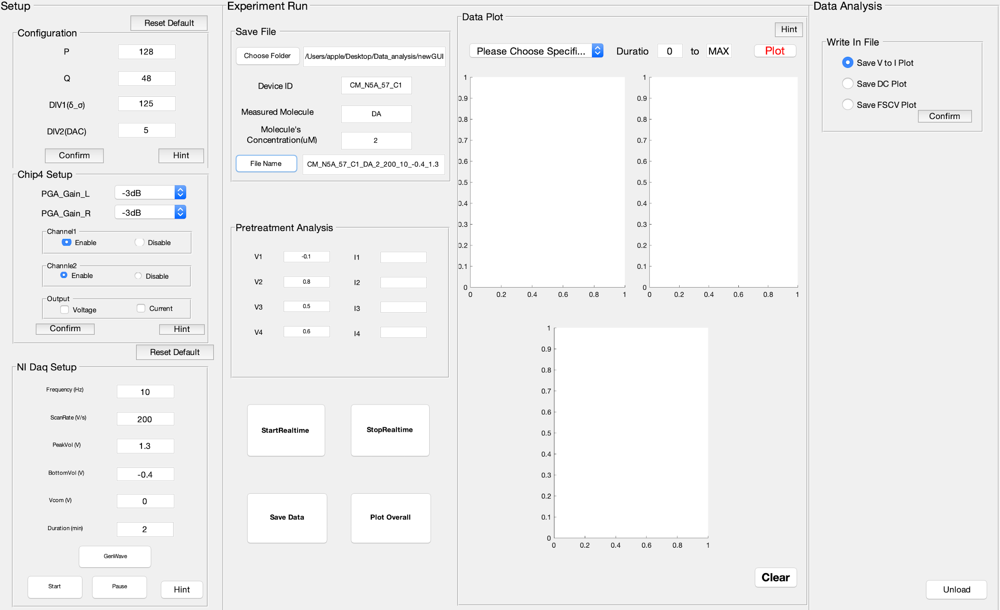 Setup
Reset Default
Configuration
P 128
Q 48
DIV1(δ_σ) 125
DIV2(DAC) 5
Confirm Hint
Chip4 Setup
PGA_Gain_L -3dB
PGA_Gain_R -3dB
Channel1
Enable Disable
Channle2
Enable Disable
Output
Voltage Current
Confirm Hint
Reset Default
NI Daq Setup
Frequency (Hz) 10
ScanRate (V/s) 200
PeakVol (V) 1.3
BottomVol (V) -0.4
Vcom (V) 0
Duration (min) 2
GenWave
Start Pause Hint
Experiment Run
Save File
Choose Folder /Users/apple/Desktop/Data_analysis/newGUI
Device ID CM_N5A_57_C1
Measured Molecule DA
Molecule's
Concentration(uM) 2
File Name CM_N5A_57_C1_DA_2_200_10_-0.4_1.3
Pretreatment Analysis
V1 -0.1 I1
V2 0.8 I2
V3 0.5 I3
V4 0.6 I4
StartRealtime StopRealtime
Save Data Plot Overall
Data Plot
Hint
Please Choose Specifi... Duratio 0 to MAX Plot
1
0.9
0.8
0.7
0.6
0.5
0.4
0.3
0.2
0.1
0
0 0.2 0.4 0.6 0.8 1
1
0.9
0.8
0.7
0.6
0.5
0.4
0.3
0.2
0.1
0
0 0.2 0.4 0.6 0.8 1
1
0.9
0.8
0.7
0.6
0.5
0.4
0.3
0.2
0.1
0
0 0.2 0.4 0.6 0.8 1
Clear
Data Analysis
Write In File
Save V to I Plot
Save DC Plot
Save FSCV Plot
Confirm
Unload